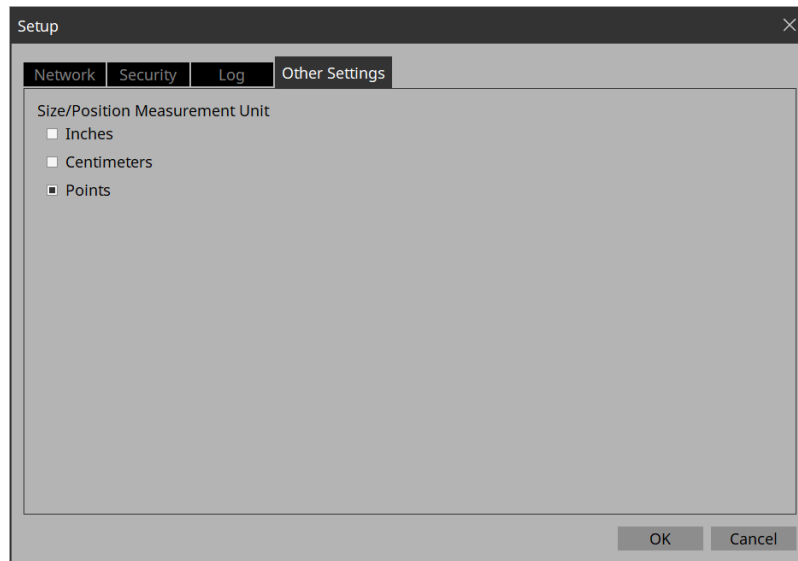 Setup
Network Security Log Other Settings
Size/Position Measurement Unit
Inches
Centimeters
Points
OK Cancel